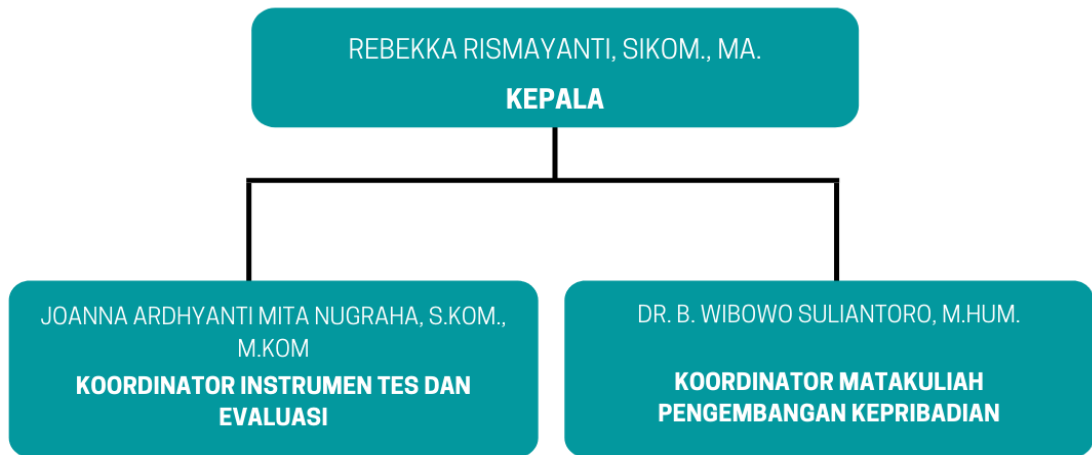 REBEKKA RISMAYANTI, SIKOM., MA.
KEPALA
JOANNA ARDHYANTI MITA NUGRAHA, S.KOM.,
M.KOM
KOORDINATOR INSTRUMEN TES DAN
EVALUASI
DR. B. WIBOWO SULIANTORO, M.HUM.
KOORDINATOR MATAKULIAH
PENGEMBANGAN KEPRIBADIAN